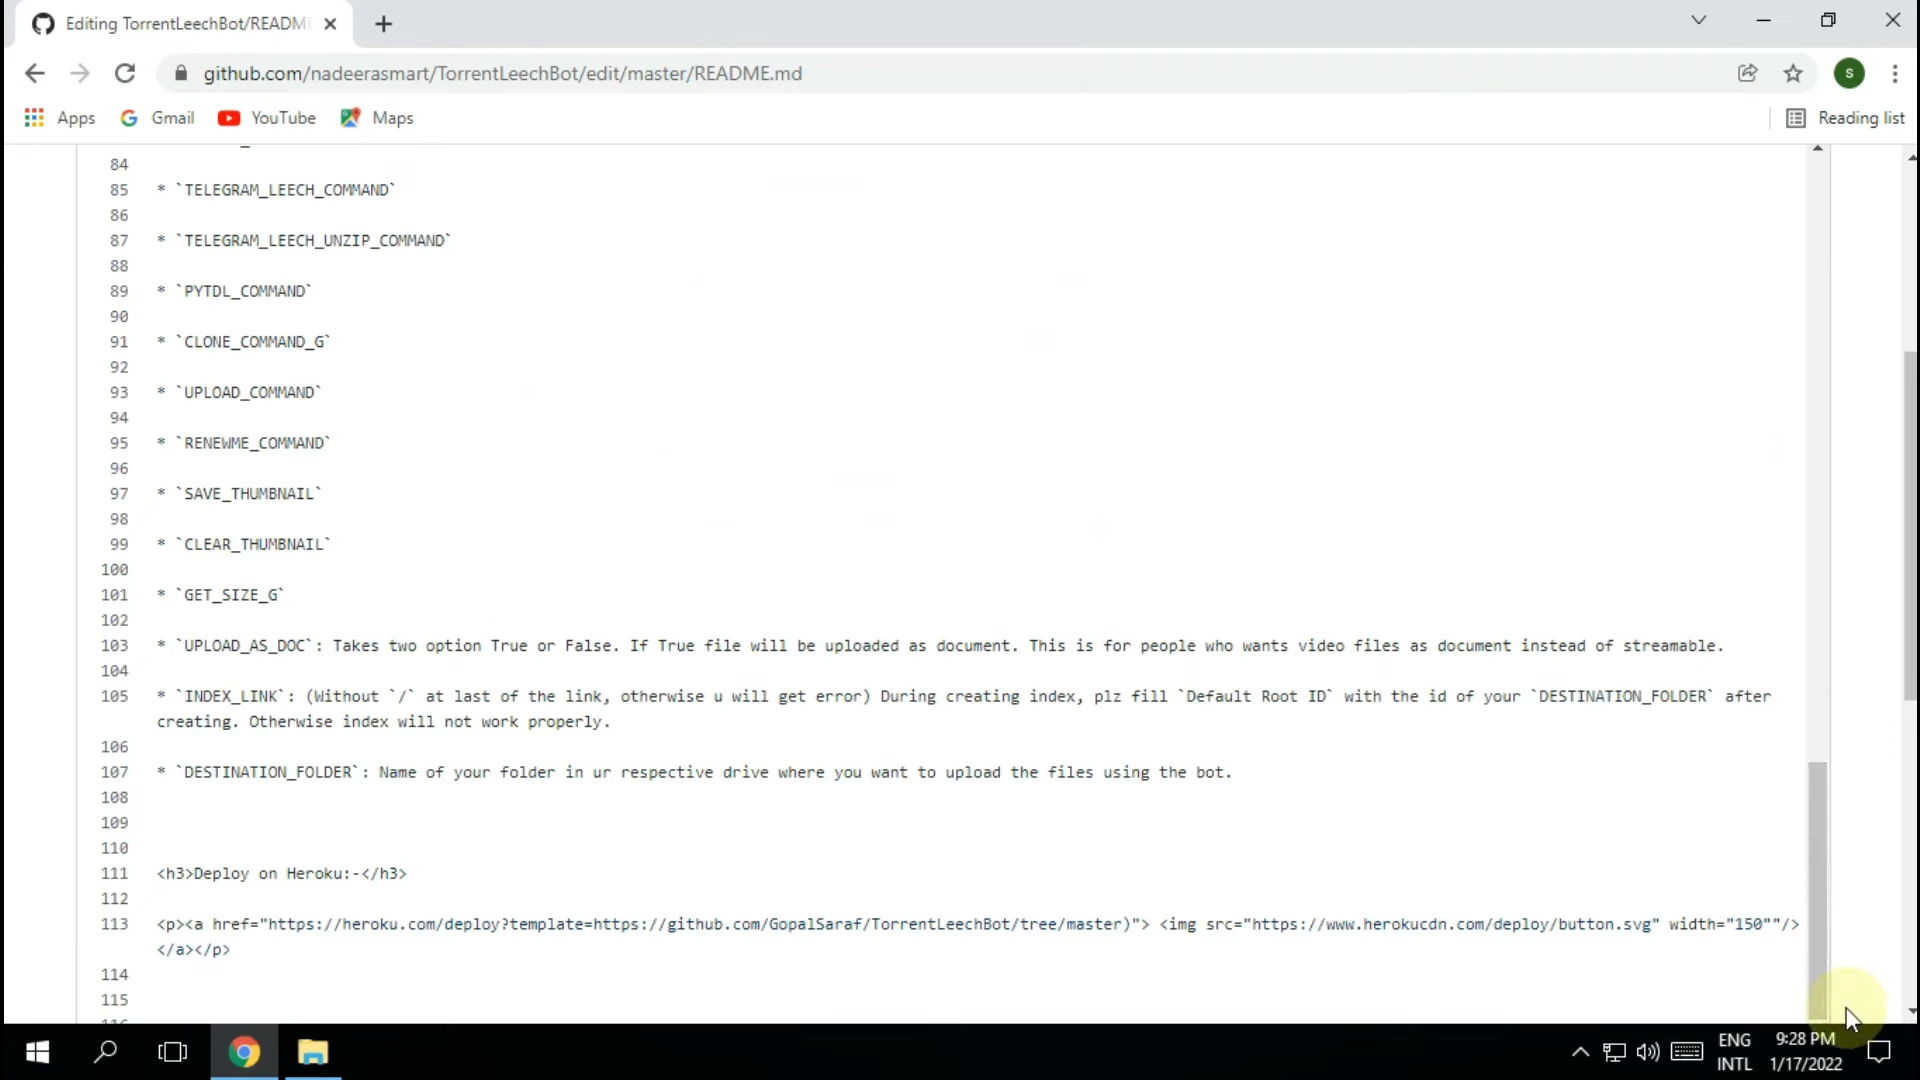 Editing TorrentLeechBot/README
github.com/nadeerasmart/TorrentLeechBot/edit/master/README.md
S
Apps
Gmail
YouTube
Maps
Reading list
84
85 * `TELEGRAM_LEECH_COMMAND`
86
87 * `TELEGRAM_LEECH_UNZIP_COMMAND`
88
89 * `PYTDL_COMMAND`
90
91 * `CLONE_COMMAND_G`
92
93 * `UPLOAD_COMMAND`
94
95 * `RENEWME_COMMAND`
96
97 * `SAVE_THUMBNAIL`
98
99 * `CLEAR_THUMBNAIL`
100
101 * `GET_SIZE_G`
102
103 * `UPLOAD_AS_DOC`: Takes two option True or False. If True file will be uploaded as document. This is for people who wants video files as document instead of streamable.
104
105 * `INDEX_LINK`: (Without `/` at last of the link, otherwise u will get error) During creating index, plz fill `Default Root ID` with the id of your `DESTINATION_FOLDER` after
creating. Otherwise index will not work properly.
106
107 * `DESTINATION_FOLDER`: Name of your folder in ur respective drive where you want to upload the files using the bot.
108
109
110
111 <h3>Deploy on Heroku:-</h3>
112
113 <p><a href="https://heroku.com/deploy?template=https://github.com/GopalSaraf/TorrentLeechBot/tree/master)"> <img src="https://www.herokucdn.com/deploy/button.svg" width="150""/>
</a></p>
114
115
ENG
INTL
9:28 PM
1/17/2022